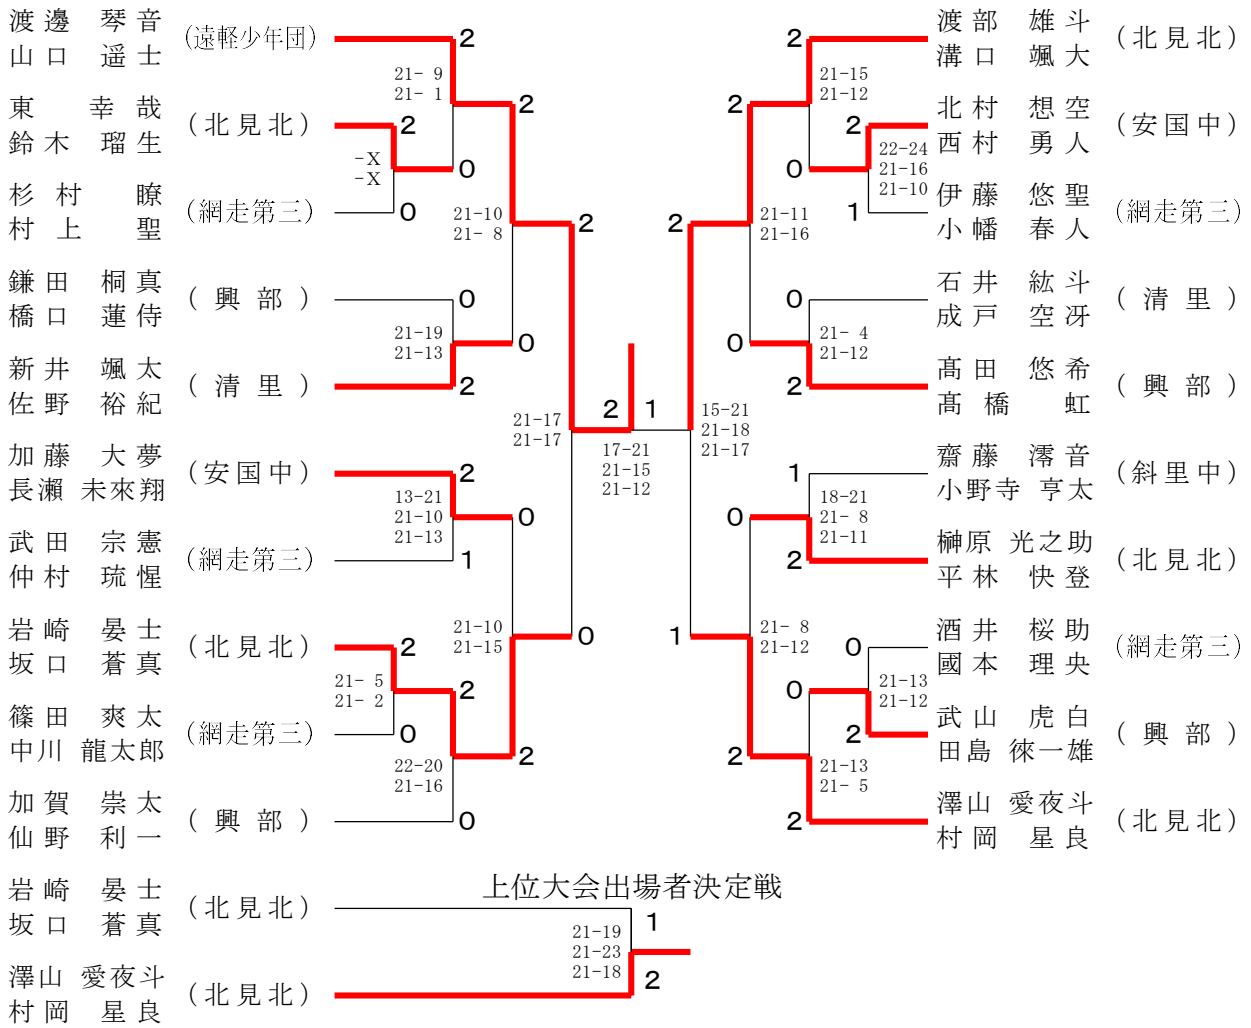 渡邊 琴音
山口 遥士
(遠軽少年団)
2
21- 9
21- 1
2
東 幸哉
鈴木 瑠生
(北見北)
2
-X
-X
0
杉村 瞭
村上 聖
(網走第三)
0
21-10
21- 8
2
鎌田 桐真
橋口 蓮侍
(興部)
0
21-19
21-13
0
新井 颯太
佐野 裕紀
(清里)
2
21-17
21-17
加藤 大夢
長瀬 未來翔
(安国中)
2
13-21
21-10
21-13
0
武田 宗憲
仲村 琉惺
(網走第三)
1
岩崎 晏士
坂口 蒼真
(北見北)
2
21-10
21-15
0
21- 5
21- 2
2
篠田 爽太
中川 龍太郎
(網走第三)
0
22-20
21-16
2
加賀 崇太
仙野 利一
(興部)
0
2 1
17-21
21-15
21-12
渡部 雄斗
溝口 颯大
(北見北)
2
21-15
21-12
2
北村 想空
西村 勇人
(安国中)
2
22-24
21-16
21-10
0
伊藤 悠聖
小幡 春人
(網走第三)
1
21-11
21-16
2
石井 紘斗
成戸 空冴
(清里)
0
21- 4
21-12
0
髙田 悠希
髙橋 虹
(興部)
2
15-21
21-18
21-17
齋藤 澪音
小野寺 亨太
(斜里中)
1
18-21
21- 8
21-11
0
榊原 光之助
平林 快登
(北見北)
2
酒井 桜助
國本 理央
(網走第三)
0
21- 8
21-12
1
21-13
21-12
0
武山 虎白
田島 徠一雄
(興部)
2
21-13
21- 5
2
澤山 愛夜斗
村岡 星良
(北見北)
2
上位大会出場者決定戦
岩崎 晏士
坂口 蒼真
(北見北)
1
21-19
21-23
21-18
2
澤山 愛夜斗
村岡 星良
(北見北)